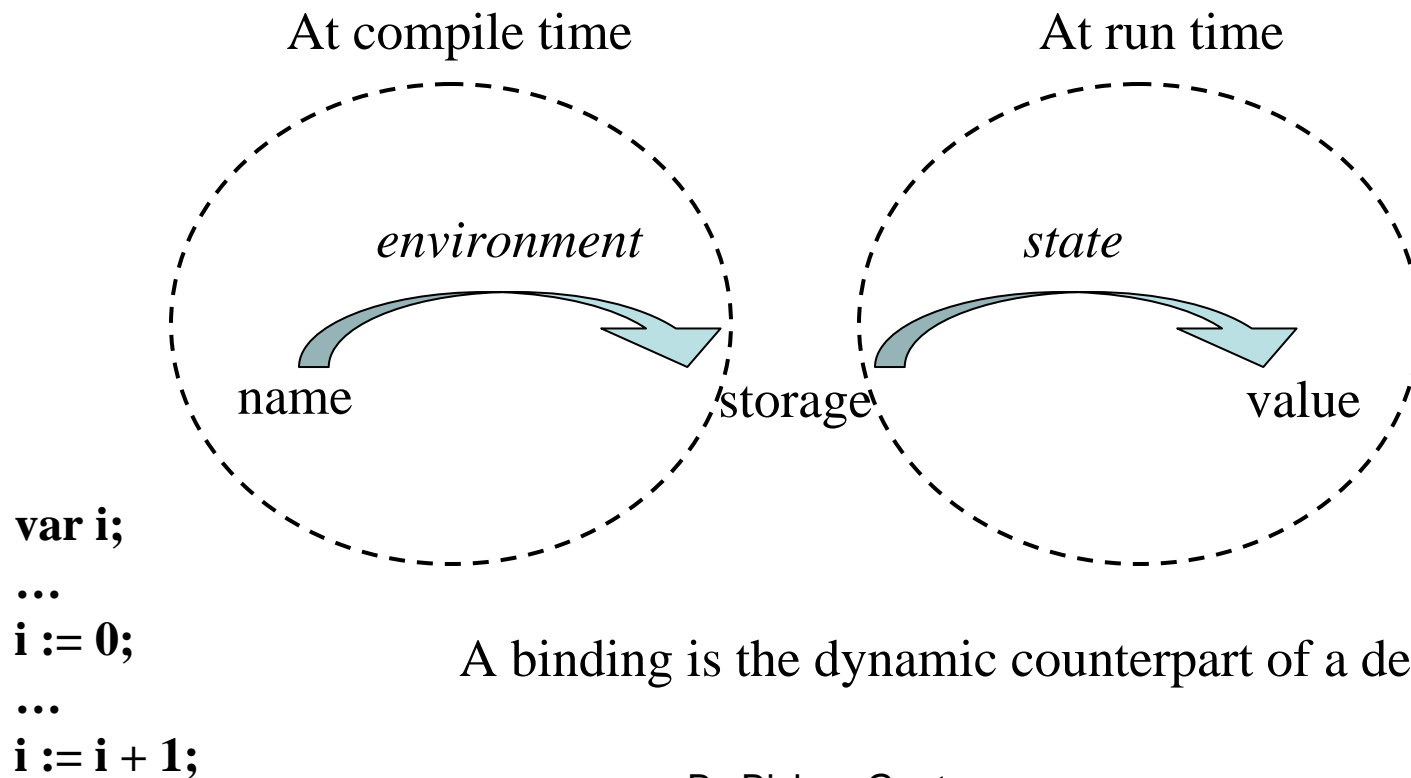 At compile time
At run time
environment
state
name
storage
value
var i;
…
i := 0;
…
i := i + 1;
A binding is the dynamic counterpart of a de